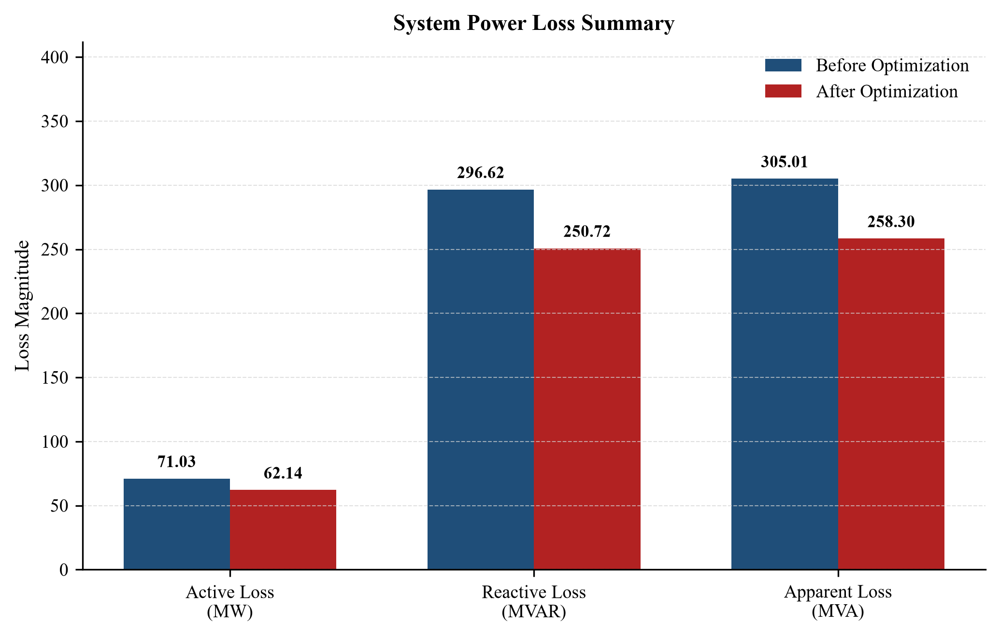 System Power Loss Summary
Before Optimization
After Optimization
Loss Magnitude
400
350
300
250
200
150
100
50
0
71.03
62.14
296.62
250.72
305.01
258.30
Active Loss
(MW)
Reactive Loss
(MVAR)
Apparent Loss
(MVA)